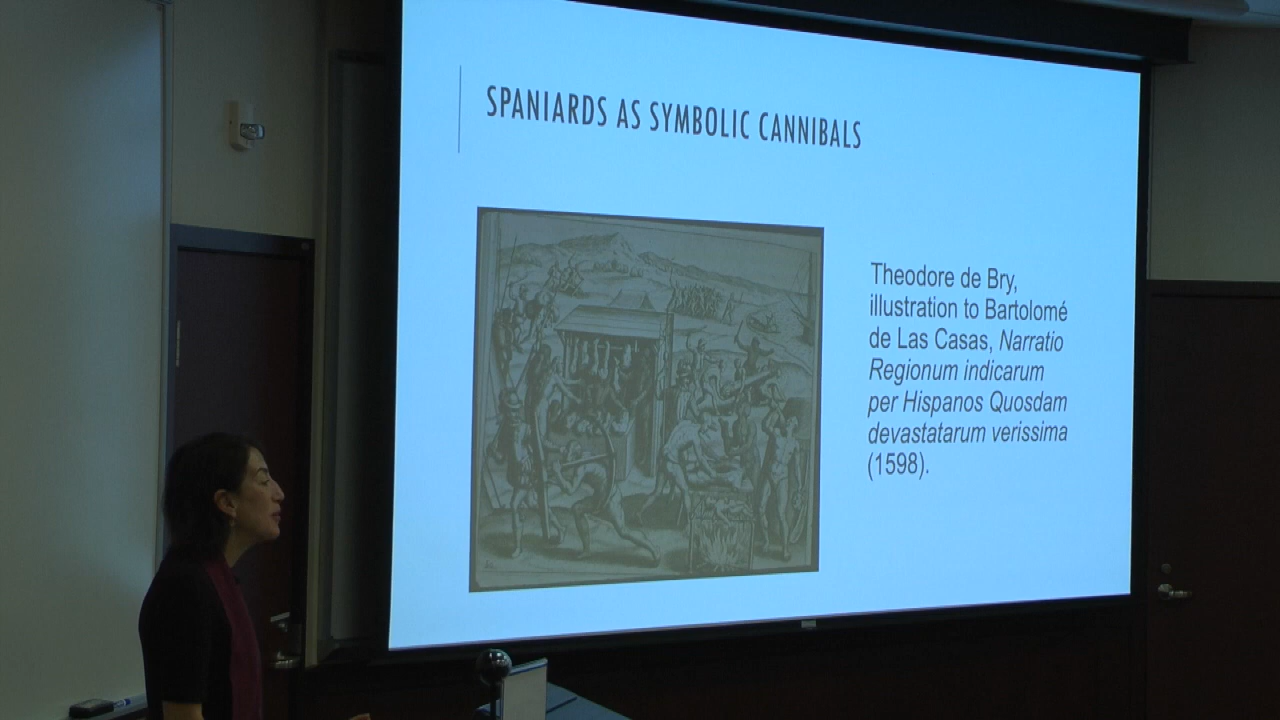 SPANIARDS AS SYMBOLIC CANNIBALS
Theodore de Bry,
illustration to Bartolomé
de Las Casas, Narratio
Regionum indicarum
per Hispanos Quosdam
devastatarum verissima
(1598).